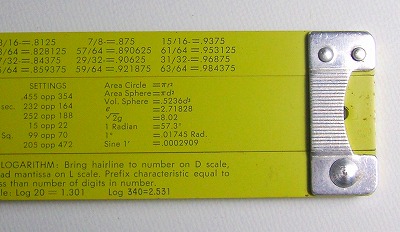 3/16=.8125 7/8=.875 15/16=.9375
3/64=.828125 57/64=.890625 61/64=.953125
7/32=.84375 29/32=.90625 31/32=.96875
5/64=.859375 59/64=.921875 63/64=.984375
SETTINGS
.455 opp 354
sec. 232 opp 164
252 opp 188
15 opp 22
Sq. 99 opp 70
205 opp 472
Area Circle =πr²
Area Sphere=πd²
Vol. Sphere =.5236d³
e =2.71828
√2g =8.02
1 Radian =57.3°
1° =.01745 Rad.
Sine 1' =.0002909
LOGARITHM: Bring hairline to number on D scale,
ad mantissa on L scale. Prefix characteristic equal to
ss than number of digits in number.
le: Log 20 = 1.301 Log 340=2.531